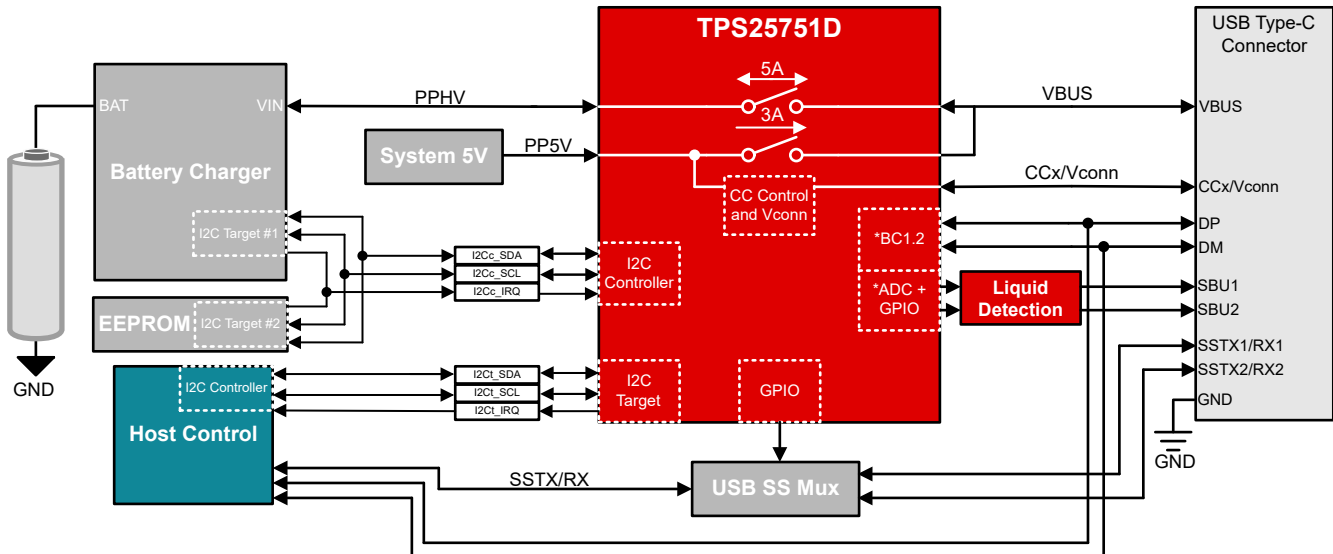 TPS25751D
USB Type-C
Connector
BAT
VIN
PPHV
5A
VBUS
VBUS
Battery Charger
System 5V
PP5V
3A
CC Control
and Vconn
CCx/Vconn
CCx/Vconn
I2C Target #1
*BC1.2
DP
DM
I2Cc_SDA
I2Cc_SCL
I2Cc_IRQ
I2C
Controller
*ADC +
GPIO
Liquid
Detection
SBU1
SBU2
EEPROM
I2C Target #2
GND
SSTX1/RX1
SSTX2/RX2
GND
GND
I2C Controller
Host Control
I2Ct_SDA
I2Ct_SCL
I2Ct_IRQ
I2C
Target
GPIO
SSTX/RX
USB SS Mux